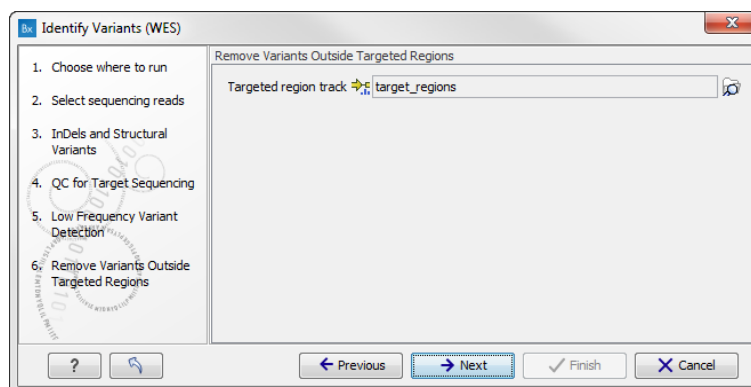 Bx Identify Variants (WES)
x
1. Choose where to run
2. Select sequencing reads
3. InDels and Structural
Variants
4. QC for Target Sequencing
5. Low Frequency Variant
Detection
6. Remove Variants Outside
Targeted Regions
Remove Variants Outside Targeted Regions
Targeted region track target_regions
? Previous Next Finish Cancel